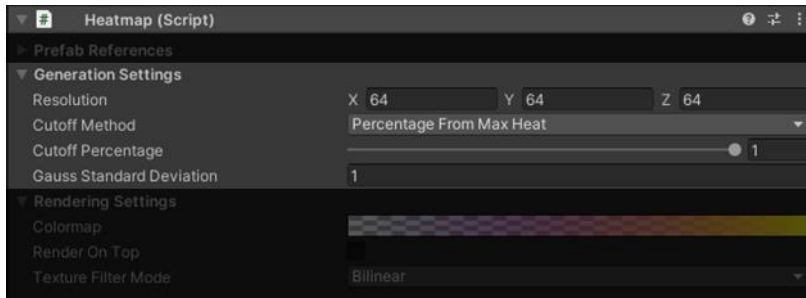 # Heatmap (Script)
Prefab References
Generation Settings
Resolution X 64 Y 64 Z 64
Cutoff Method Percentage From Max Heat
Cutoff Percentage 1
Gauss Standard Deviation 1
Rendering Settings
Colormap
Render On Top
Texture Filter Mode Bilinear